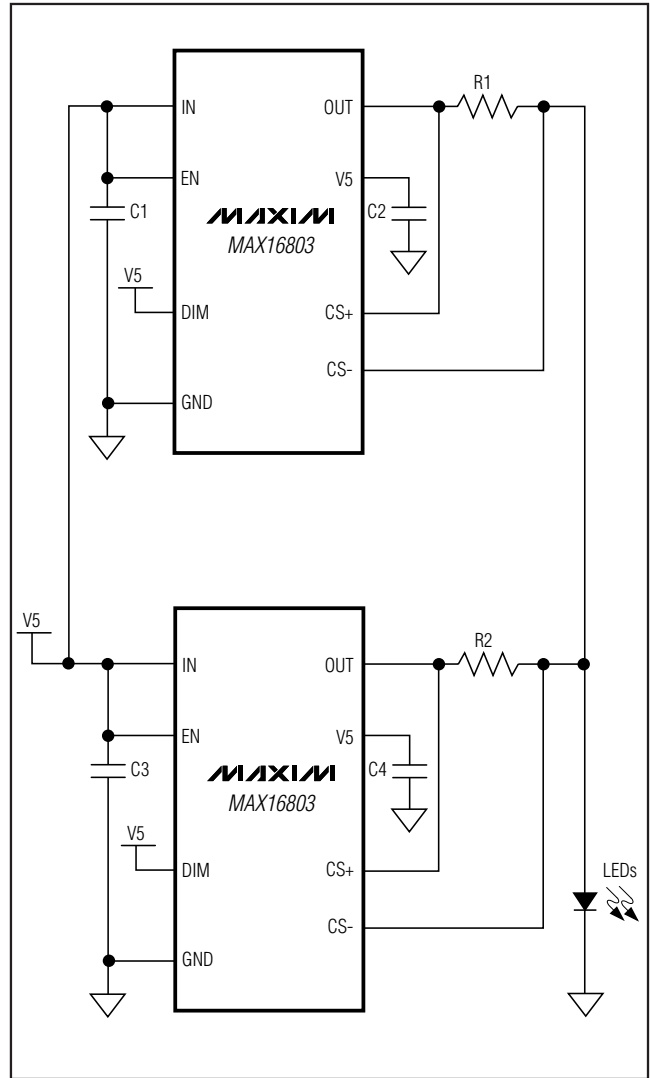 R1
IN
OUT
EN
V5
C1
MAXIM
C2
MAX16803
V5
DIM
CS+
CS-
GND
V5
R2
IN
OUT
EN
V5
C3
MAXIM
C4
MAX16803
V5
DIM
CS+
LEDs
CS-
GND